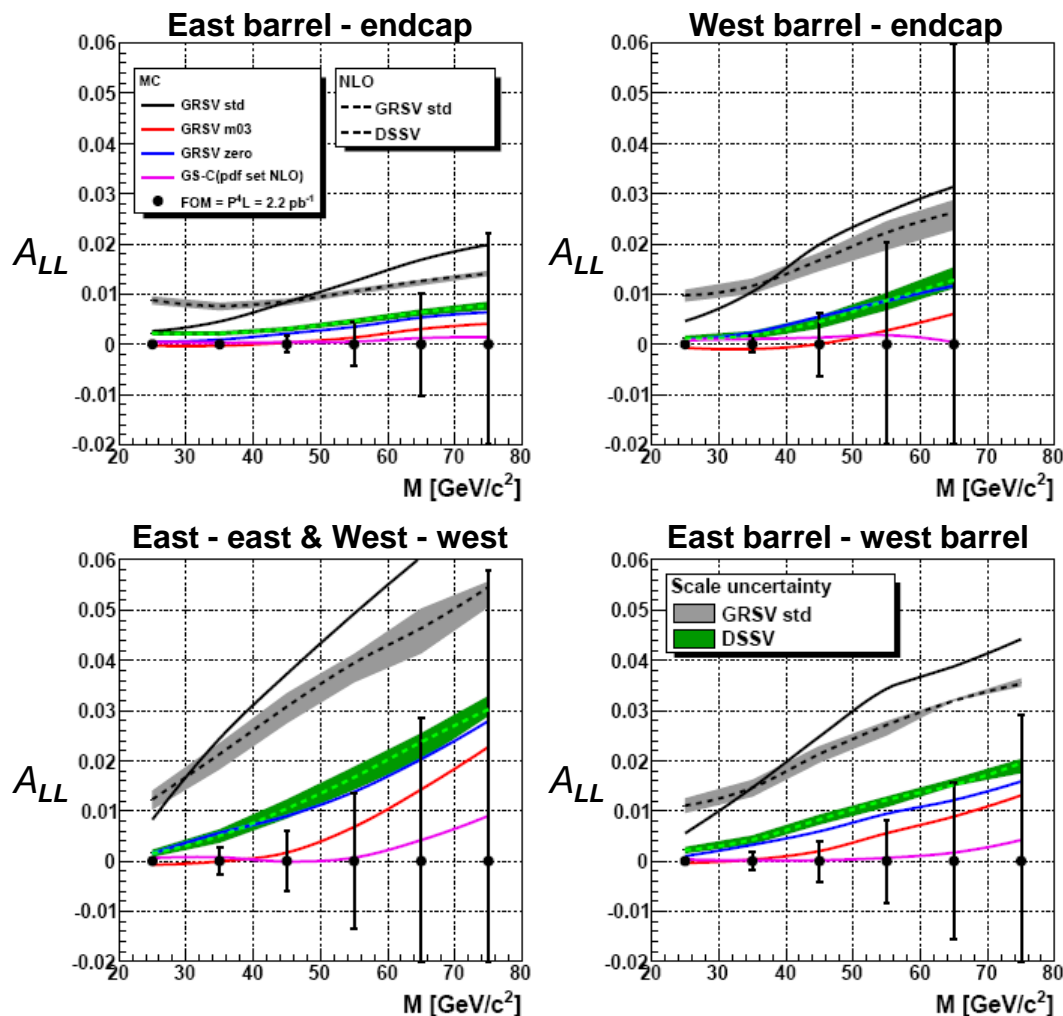 East barrel - endcap
0.06
0.05
0.04
0.03
0.02
0.01
0
-0.01
-0.02
A_LL
MC
GRSV std
GRSV m03
GRSV zero
GS-C(pdf set NLO)
FOM = P⁴L = 2.2 pb⁻¹
NLO
GRSV std
DSSV
20 30 40 50 60 70 80
M [GeV/c²]
West barrel - endcap
0.06
0.05
0.04
0.03
0.02
0.01
0
-0.01
-0.02
A_LL
20 30 40 50 60 70 80
M [GeV/c²]
East - east & West - west
0.06
0.05
0.04
0.03
0.02
0.01
0
-0.01
-0.02
A_LL
20 30 40 50 60 70 80
M [GeV/c²]
East barrel - west barrel
0.06
0.05
0.04
0.03
0.02
0.01
0
-0.01
-0.02
A_LL
Scale uncertainty
GRSV std
DSSV
20 30 40 50 60 70 80
M [GeV/c²]